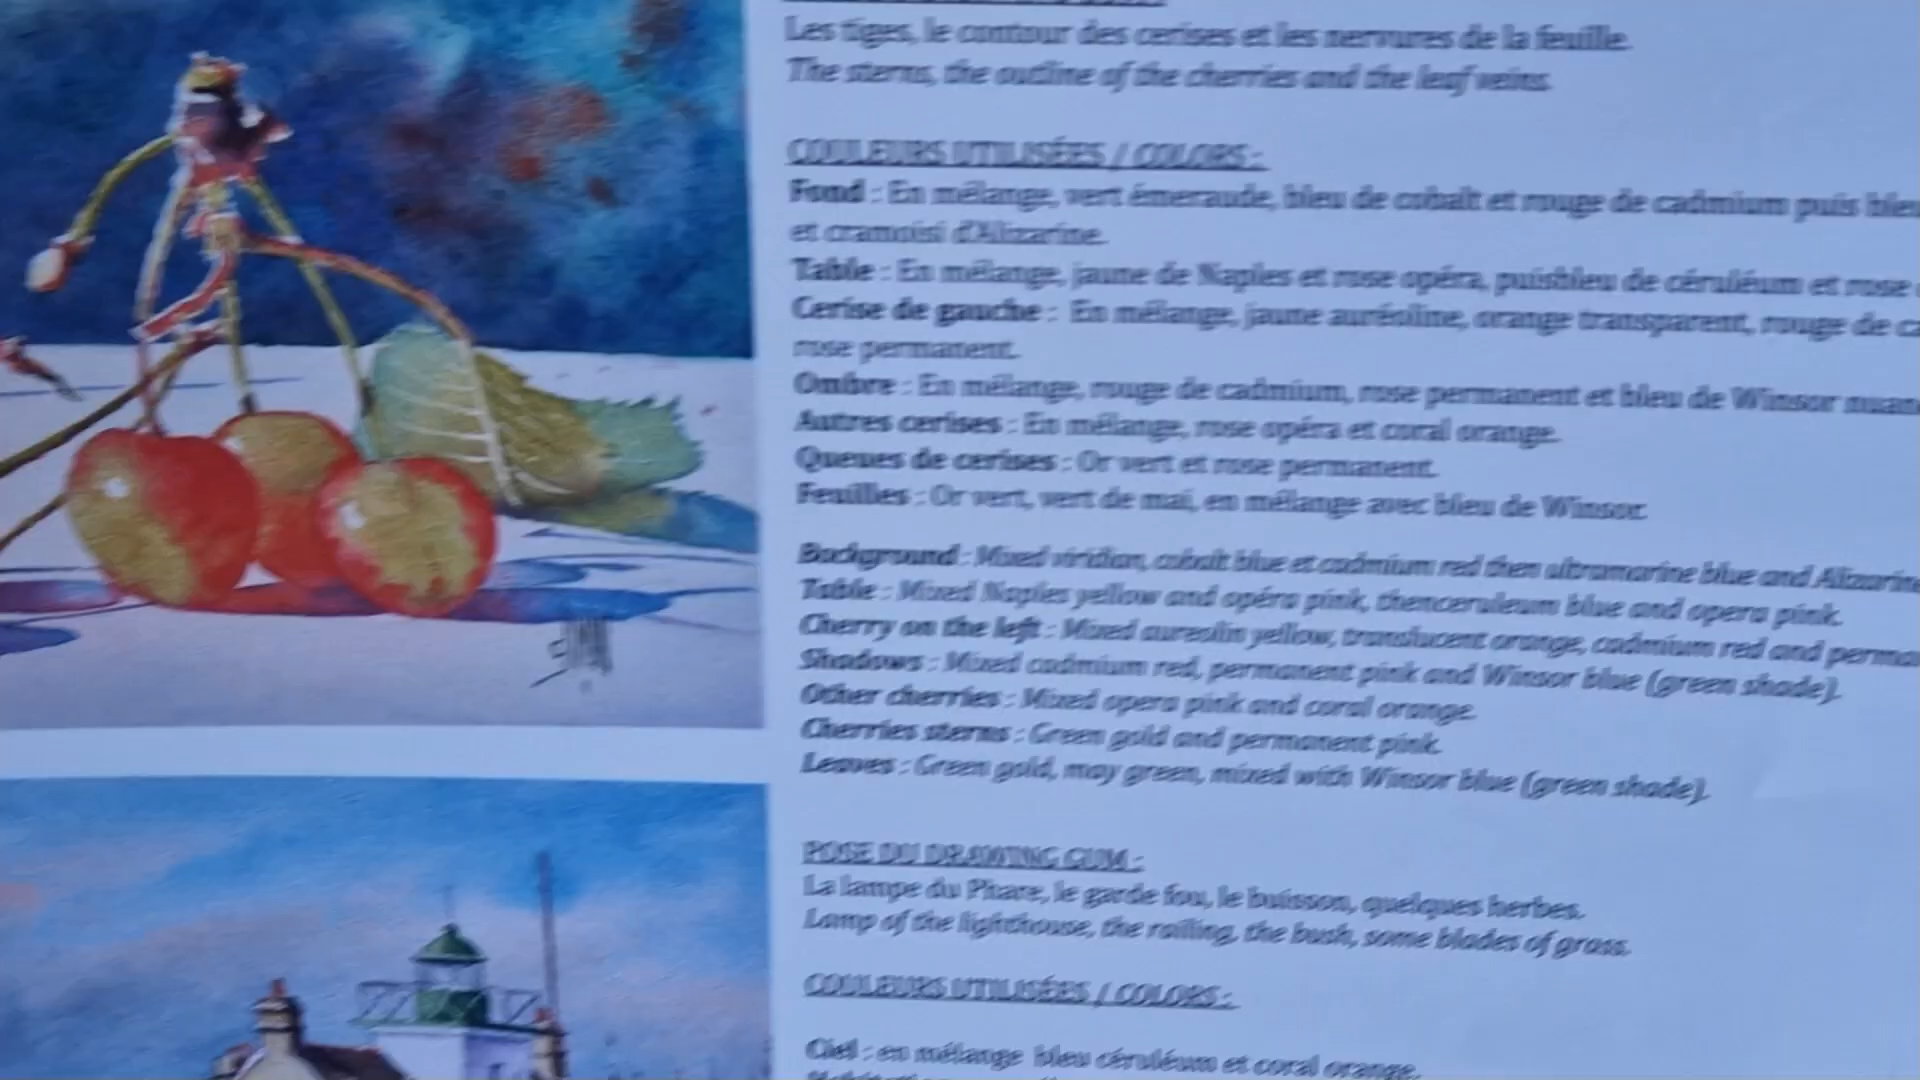 Les tiges, le contour des cerises et les nervures de la feuille.
The sterns, the outline of the cherries and the leaf veins.
COULEURS UTILISÉES / COLORS :
Fond : En mélange, vert émeraude, bleu de cobalt et rouge de cadmium puis bleu
et cramoisi d'Alizarine.
Table : En mélange, jaune de Naples et rose opéra, puisbleu de céruléum et rose
Cerise de gauche : En mélange, jaune auréoline, orange transparent, rouge de
rose permanent.
Ombre : En mélange, rouge de cadmium, rose permanent et bleu de Winsor
Autres cerises : En mélange, rose opéra et coral orange.
Queues de cerises : Or vert et rose permanent.
Feuilles : Or vert, vert de mai, en mélange avec bleu de Winsor.
Background : Mixed viridian, cobalt blue et cadmium red then ultramarine blue and Alizarine
Table : Mixed Naples yellow and opéra pink, thenceruleum blue and opera pink.
Cherry on the left : Mixed aureolin yellow, translucent orange, cadmium red and
Shadows : Mixed cadmium red, permanent pink and Winsor blue (green shade).
Other cherries : Mixed opera pink and coral orange.
Cherries sterns : Green gold and permanent pink.
Leaves : Green gold, may green, mixed with Winsor blue (green shade).
POSE DU DRAWING GUM :
La lampe du Phare, le garde fou, le buisson, quelques herbes.
Lamp of the lighthouse, the railing, the bush, some blades of grass.
COULEURS UTILISÉES / COLORS :
Ciel : en mélange bleu céruléum et coral orange.